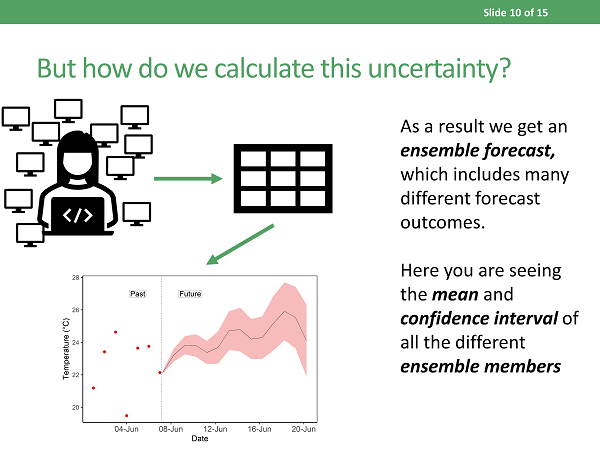 Slide 10 of 15
But how do we calculate this uncertainty?
</>
As a result we get an
ensemble forecast,
which includes many
different forecast
outcomes.
Here you are seeing
the mean and
confidence interval of
all the different
ensemble members
28
26
24
22
20
Temperature (°C)
Past
Future
04-Jun
08-Jun
12-Jun
16-Jun
20-Jun
Date